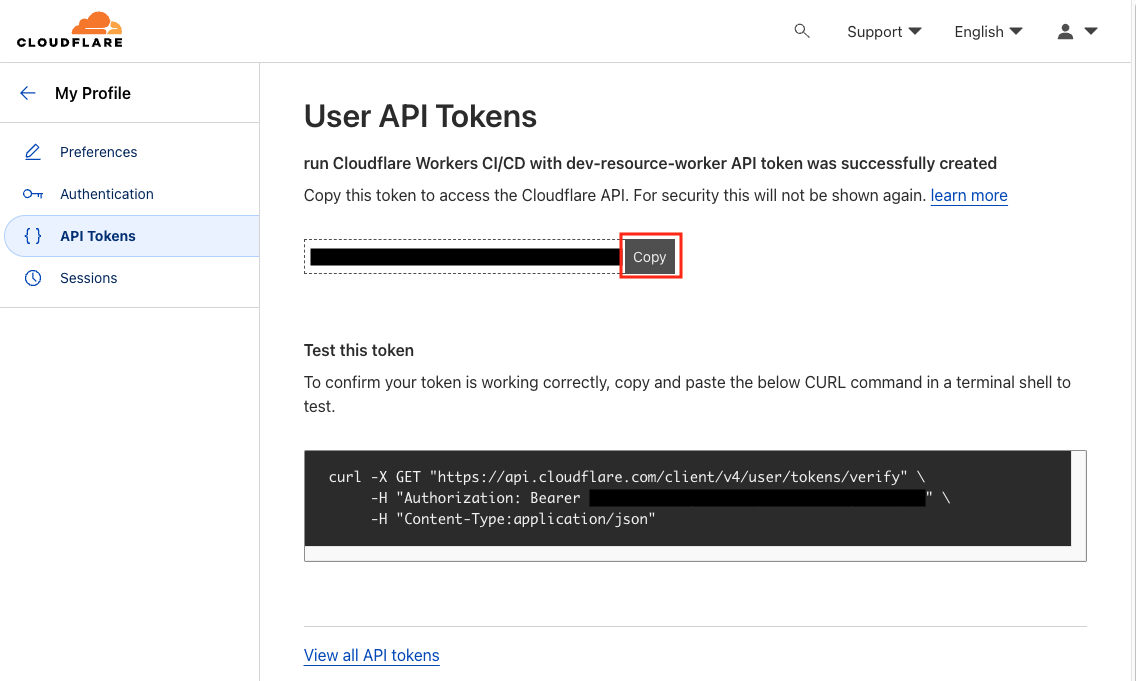 CLOUDFLARE
Support
English
My Profile
Preferences
Authentication
API Tokens
Sessions
User API Tokens
run Cloudflare Workers CI/CD with dev-resource-worker API token was successfully created
Copy this token to access the Cloudflare API. For security this will not be shown again. learn more
Copy
Test this token
To confirm your token is working correctly, copy and paste the below CURL command in a terminal shell to
test.
curl -X GET "https://api.cloudflare.com/client/v4/user/tokens/verify" \
-H "Authorization: Bearer " \
-H "Content-Type:application/json"
View all API tokens